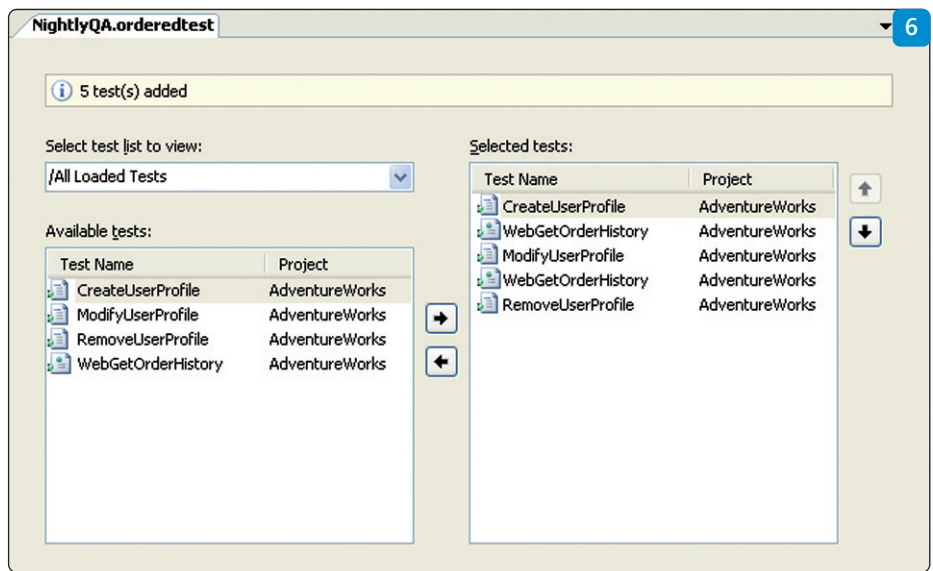 NightlyQA.orderedtest
6
5 test(s) added
Select test list to view:
/All Loaded Tests
Available tests:
Test Name Project
CreateUserProfile AdventureWorks
ModifyUserProfile AdventureWorks
RemoveUserProfile AdventureWorks
WebGetOrderHistory AdventureWorks
Selected tests:
Test Name Project
CreateUserProfile AdventureWorks
WebGetOrderHistory AdventureWorks
ModifyUserProfile AdventureWorks
WebGetOrderHistory AdventureWorks
RemoveUserProfile AdventureWorks